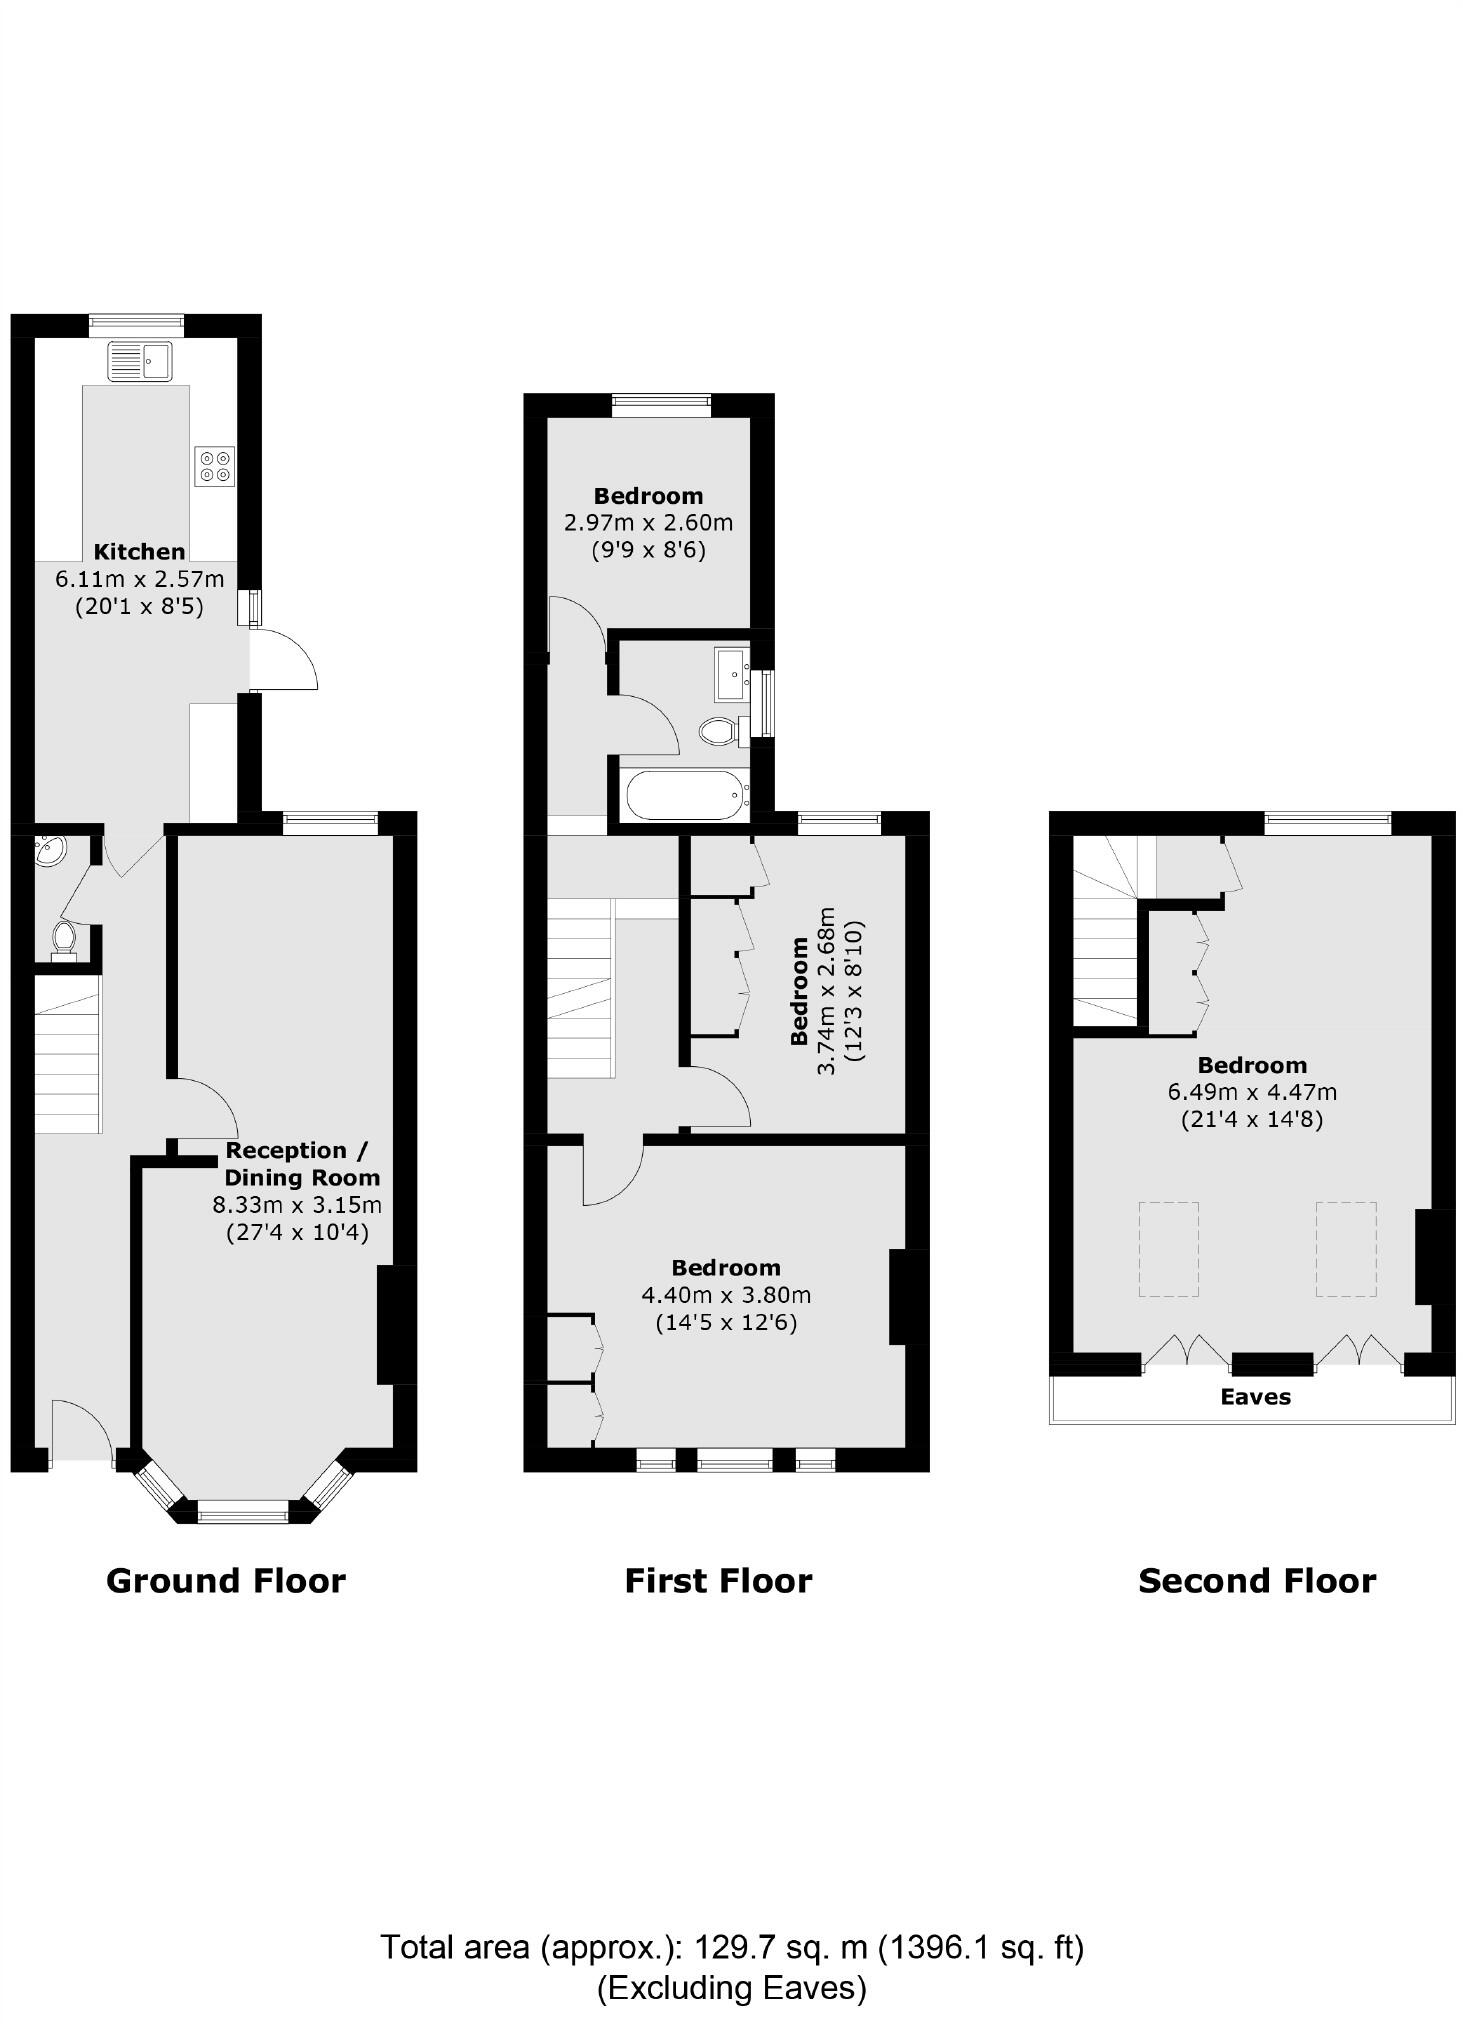 Kitchen
6.11m x 2.57m
(20'1 x 8'5)
Reception /
Dining Room
8.33m x 3.15m
(27'4 x 10'4)
Ground Floor
Bedroom
2.97m x 2.60m
(9'9 x 8'6)
Bedroom
3.74m x 2.68m
(12'3 x 8'10)
Bedroom
4.40m x 3.80m
(14'5 x 12'6)
First Floor
Bedroom
6.49m x 4.47m
(21'4 x 14'8)
Eaves
Second Floor
Total area (approx.): 129.7 sq. m (1396.1 sq. ft)
(Excluding Eaves)